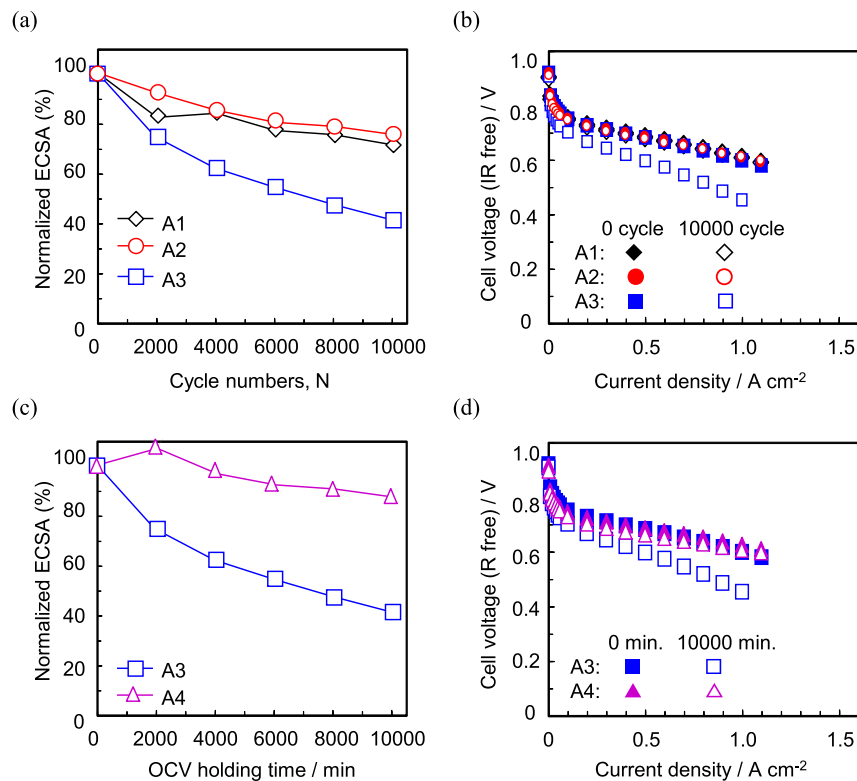 (a)
Normalized ECSA (%)
100
80
60
40
20
0
A1
A2
A3
0 2000 4000 6000 8000 10000
Cycle numbers, N
(b)
Cell voltage (IR free) / V
1.0
0.8
0.6
0.4
0.2
0
0 cycle 10000 cycle
A1:
A2:
A3:
0 0.5 1.0 1.5
Current density / A cm-2
(c)
Normalized ECSA (%)
100
80
60
40
20
0
A3
A4
0 2000 4000 6000 8000 10000
OCV holding time / min
(d)
Cell voltage (R free) / V
1.0
0.8
0.6
0.4
0.2
0
0 min. 10000 min.
A3:
A4:
0 0.5 1.0 1.5
Current density / A cm-2